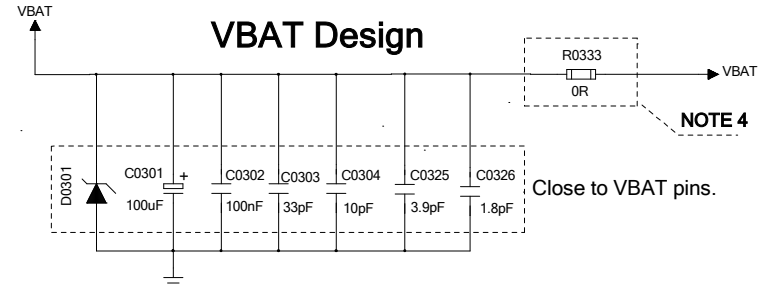 VBAT
VBAT Design
R0333
0R
VBAT
NOTE 4
D0301
C0301
+
100uF
C0302
100nF
C0303
33pF
C0304
10pF
C0325
3.9pF
C0326
1.8pF
Close to VBAT pins.